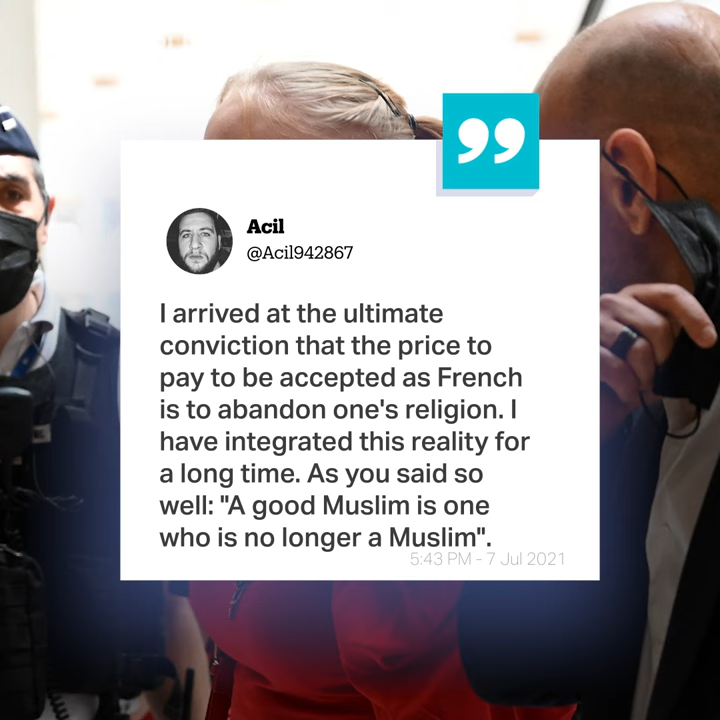 Acil
@Acil942867
I arrived at the ultimate
conviction that the price to
pay to be accepted as French
is to abandon one's religion. I
have integrated this reality for
a long time. As you said so
well: "A good Muslim is one
who is no longer a Muslim".
5:43 PM - 7 Jul 2021